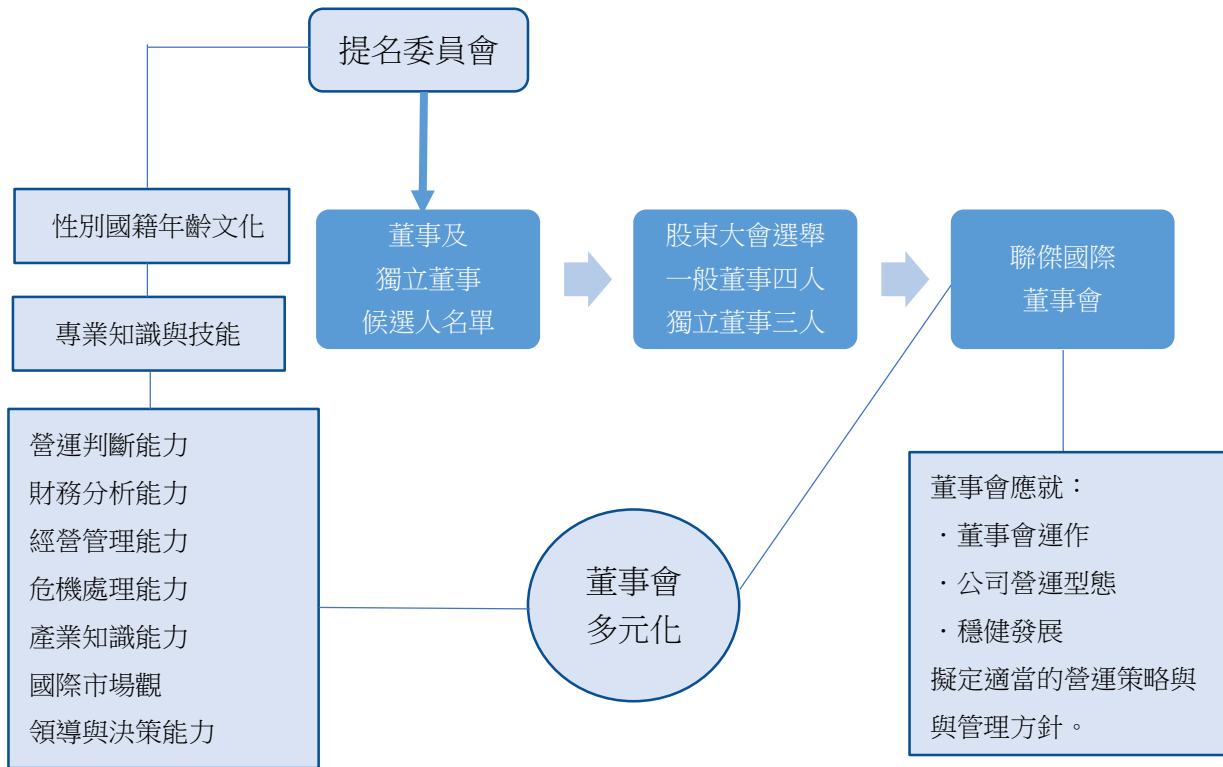 提名委員會
性別國籍年齡文化
專業知識與技能
營運判斷能力
財務分析能力
經營管理能力
危機處理能力
產業知識能力
國際市場觀
領導與決策能力
董事及
獨立董事
候選人名單
股東大會選舉
一般董事四人
獨立董事三人
聯傑國際
董事會
董事會
多元化
董事會應就：
．董事會運作
．公司營運型態
．穩健發展
擬定適當的營運策略與
與管理方針。